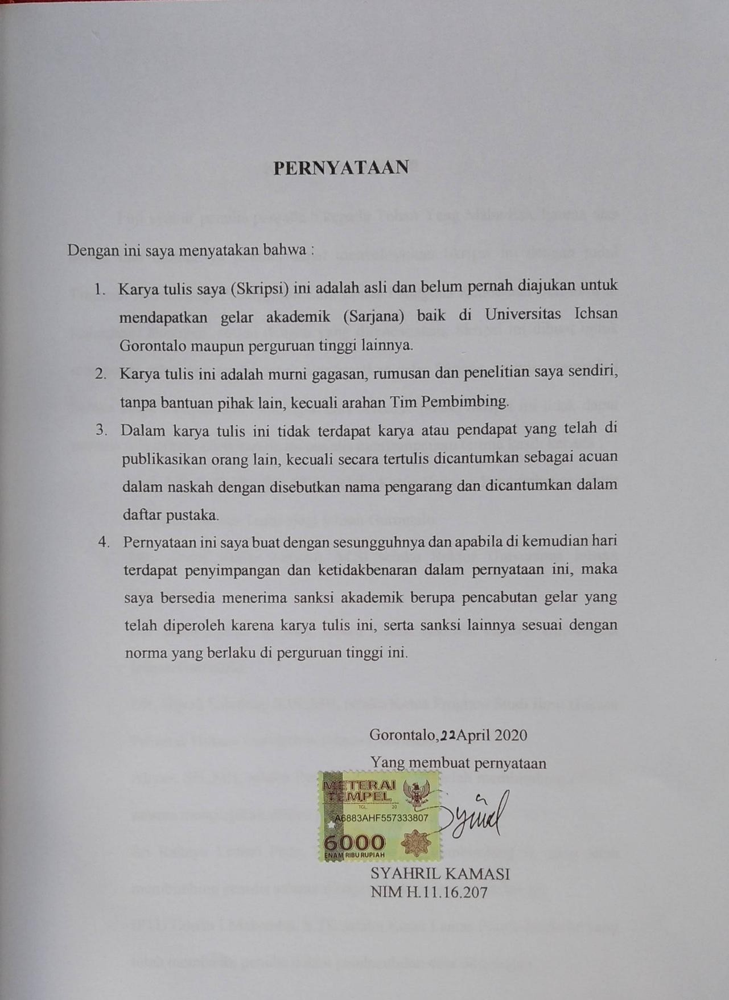 PERNYATAAN
Dengan ini saya menyatakan bahwa :
1. Karya tulis saya (Skripsi) ini adalah asli dan belum pernah diajukan untuk
mendapatkan gelar akademik (Sarjana) baik di Universitas Ichsan
Gorontalo maupun perguruan tinggi lainnya.
2. Karya tulis ini adalah murni gagasan, rumusan dan penelitian saya sendiri,
tanpa bantuan pihak lain, kecuali arahan Tim Pembimbing.
3. Dalam karya tulis ini tidak terdapat karya atau pendapat yang telah di
publikasikan orang lain, kecuali secara tertulis dicantumkan sebagai acuan
dalam naskah dengan disebutkan nama pengarang dan dicantumkan dalam
daftar pustaka.
4. Pernyataan ini saya buat dengan sesungguhnya dan apabila di kemudian hari
terdapat penyimpangan dan ketidakbenaran dalam pernyataan ini, maka
saya bersedia menerima sanksi akademik berupa pencabutan gelar yang
telah diperoleh karena karya tulis ini, serta sanksi lainnya sesuai dengan
norma yang berlaku di perguruan tinggi ini.
Gorontalo,22April 2020
Yang membuat pernyataan
METERAI
TEMPEL
TGL 20
A6883AHF557333807
6000
ENAM RIBU RUPIAH
SYAHRIL KAMASI
NIM H.11.16.207